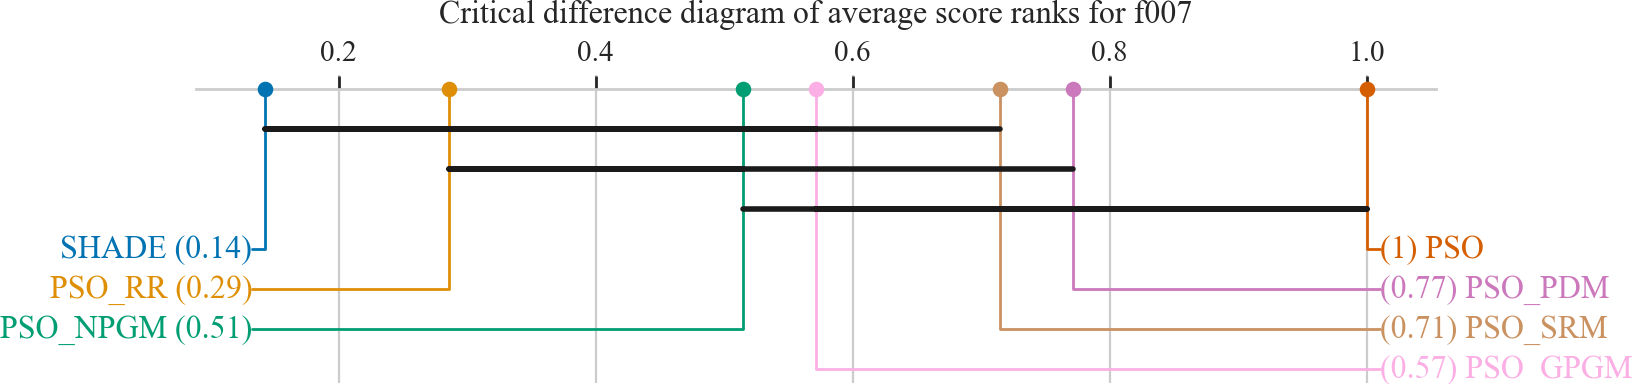 Critical difference diagram of average score ranks for f007
0.2 0.4 0.6 0.8 1.0
SHADE (0.14) (1) PSO
PSO_RR (0.29) (0.77) PSO_PDM
PSO_NPGM (0.51) (0.71) PSO_SRM
(0.57) PSO_GPGM